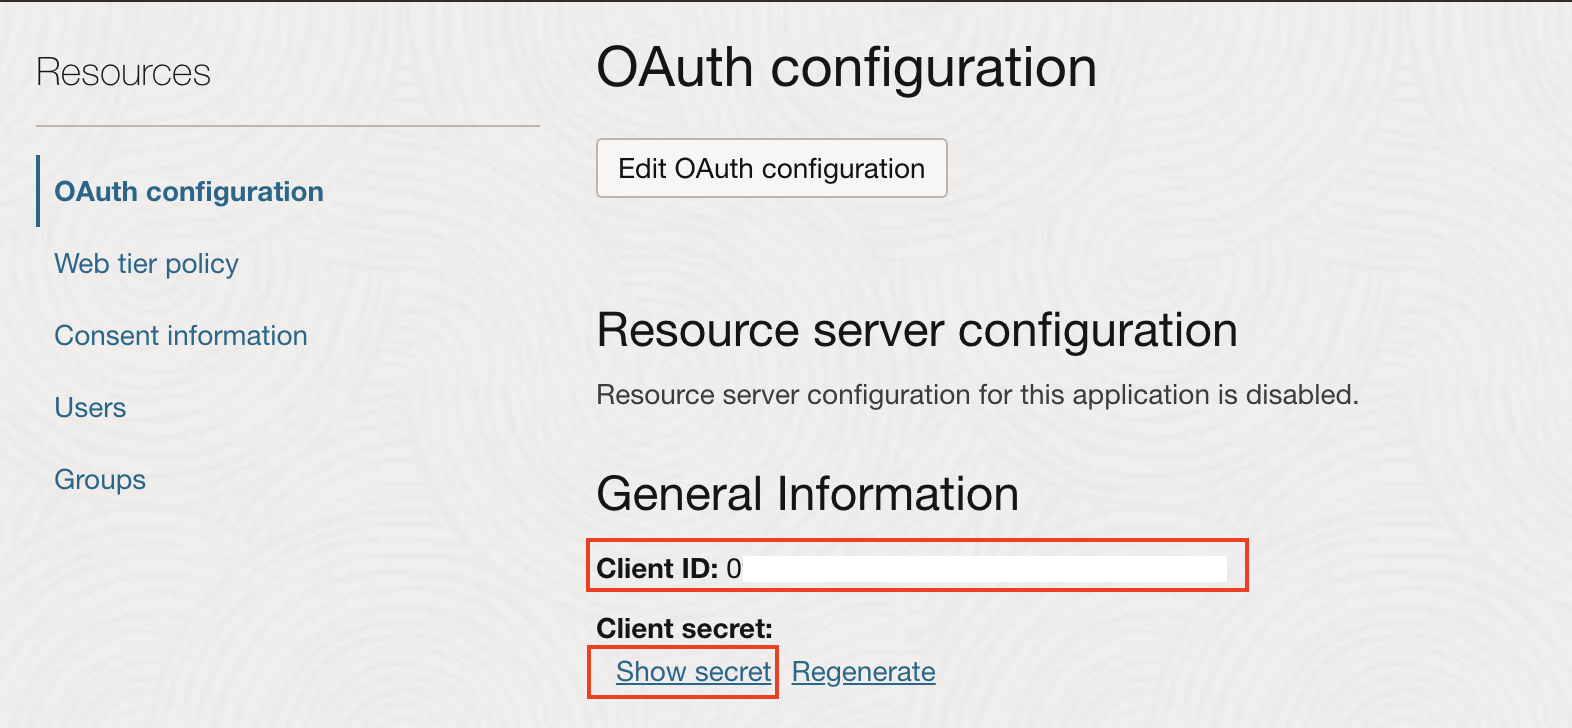 Resources
OAuth configuration
Web tier policy
Consent information
Users
Groups
OAuth configuration
Edit OAuth configuration
Resource server configuration
Resource server configuration for this application is disabled.
General Information
Client ID: 0
Client secret:
Show secret Regenerate